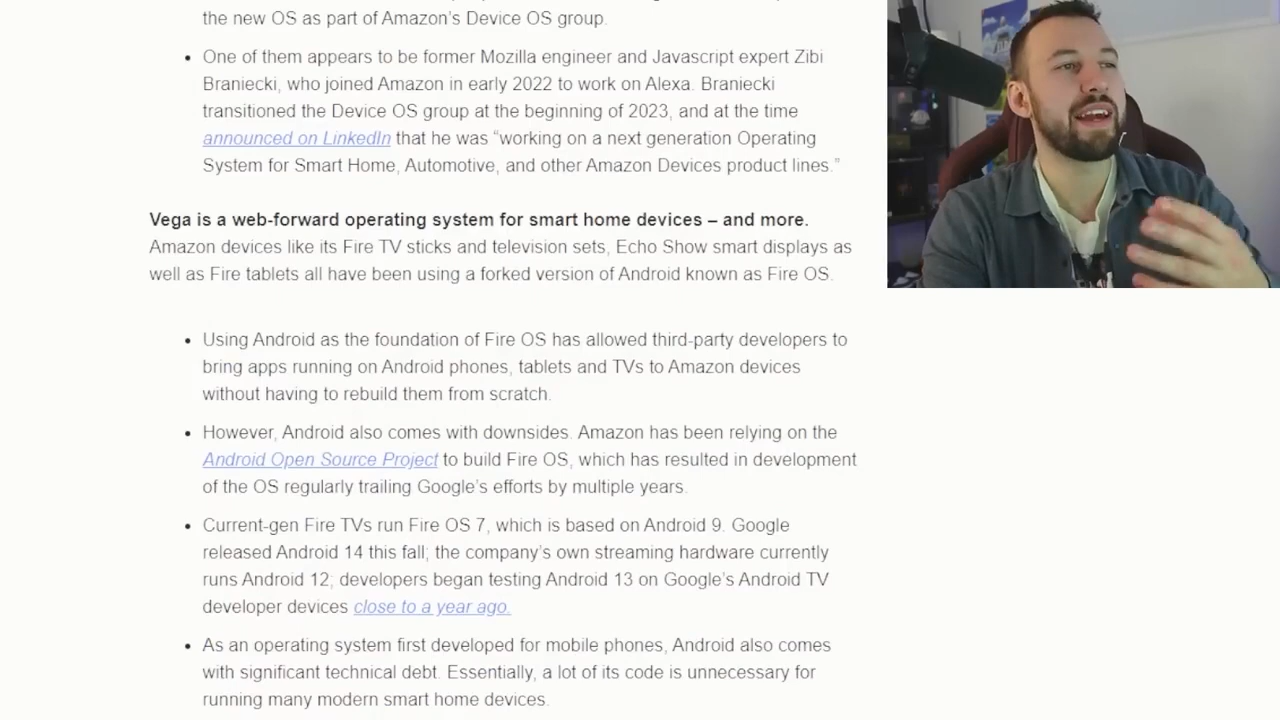 the new OS as part of Amazon's Device OS group.
• One of them appears to be former Mozilla engineer and Javascript expert Zibi
Braniecki, who joined Amazon in early 2022 to work on Alexa. Braniecki
transitioned the Device OS group at the beginning of 2023, and at the time
announced on LinkedIn that he was “working on a next generation Operating
System for Smart Home, Automotive, and other Amazon Devices product lines.”
Vega is a web-forward operating system for smart home devices – and more.
Amazon devices like its Fire TV sticks and television sets, Echo Show smart displays as
well as Fire tablets all have been using a forked version of Android known as Fire OS.
• Using Android as the foundation of Fire OS has allowed third-party developers to
bring apps running on Android phones, tablets and TVs to Amazon devices
without having to rebuild them from scratch.
• However, Android also comes with downsides. Amazon has been relying on the
Android Open Source Project to build Fire OS, which has resulted in development
of the OS regularly trailing Google's efforts by multiple years.
• Current-gen Fire TVs run Fire OS 7, which is based on Android 9. Google
released Android 14 this fall; the company's own streaming hardware currently
runs Android 12; developers began testing Android 13 on Google's Android TV
developer devices close to a year ago.
• As an operating system first developed for mobile phones, Android also comes
with significant technical debt. Essentially, a lot of its code is unnecessary for
running many modern smart home devices.